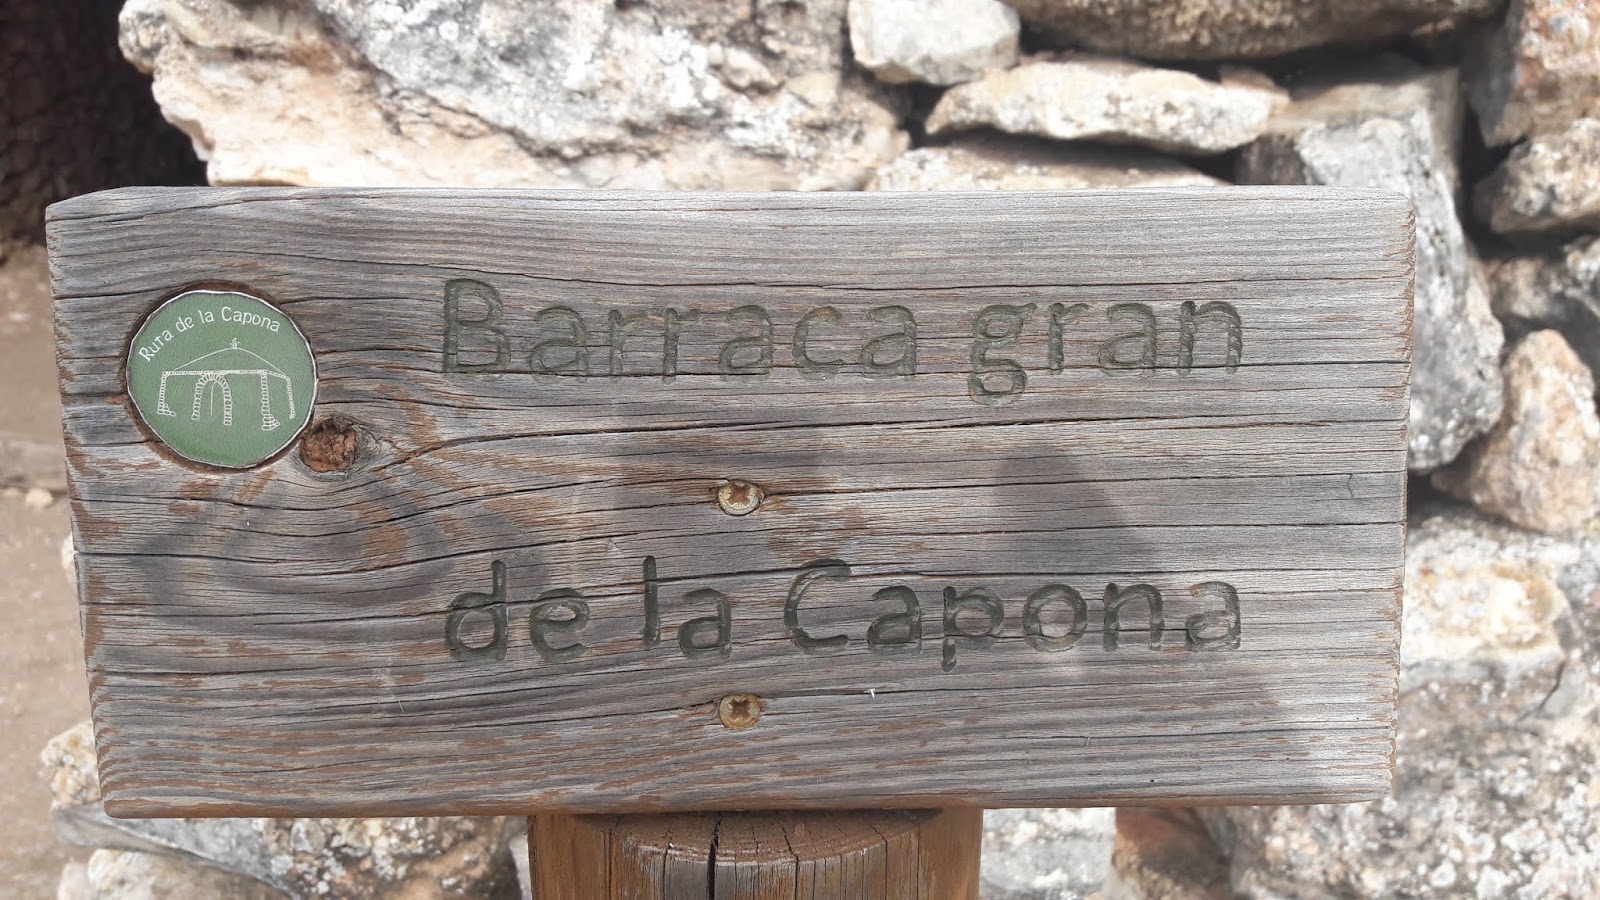 Ruta de la Capona
Barraca gran
de la Capona